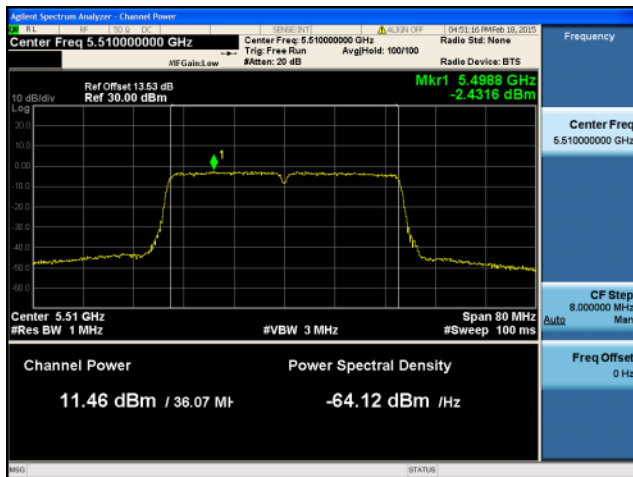 Agilent Spectrum Analyzer - Channel Power
RL RF 50 Ω DC SENSE:INT ALIGN OFF 04:51:16 PM Feb 18, 2015
Center Freq 5.510000000 GHz
Center Freq: 5.510000000 GHz
Radio Std: None
Trig: Free Run Avg|Hold: 100/100
#IFGain:Low #Atten: 20 dB Radio Device: BTS
Ref Offset 13.53 dB
10 dB/div Ref 30.00 dBm
Mkr1 5.4988 GHz
-2.4316 dBm
Log
20.0
10.0
0.00
-10.0
-20.0
-30.0
-40.0
-50.0
-60.0
1
Center 5.51 GHz Span 80 MHz
#Res BW 1 MHz #VBW 3 MHz #Sweep 100 ms
Channel Power Power Spectral Density
11.46 dBm / 36.07 MH -64.12 dBm /Hz
MSG STATUS
Frequency
Center Freq
5.510000000 GHz
CF Step
8.000000 MHz
Auto Man
Freq Offset
0 Hz